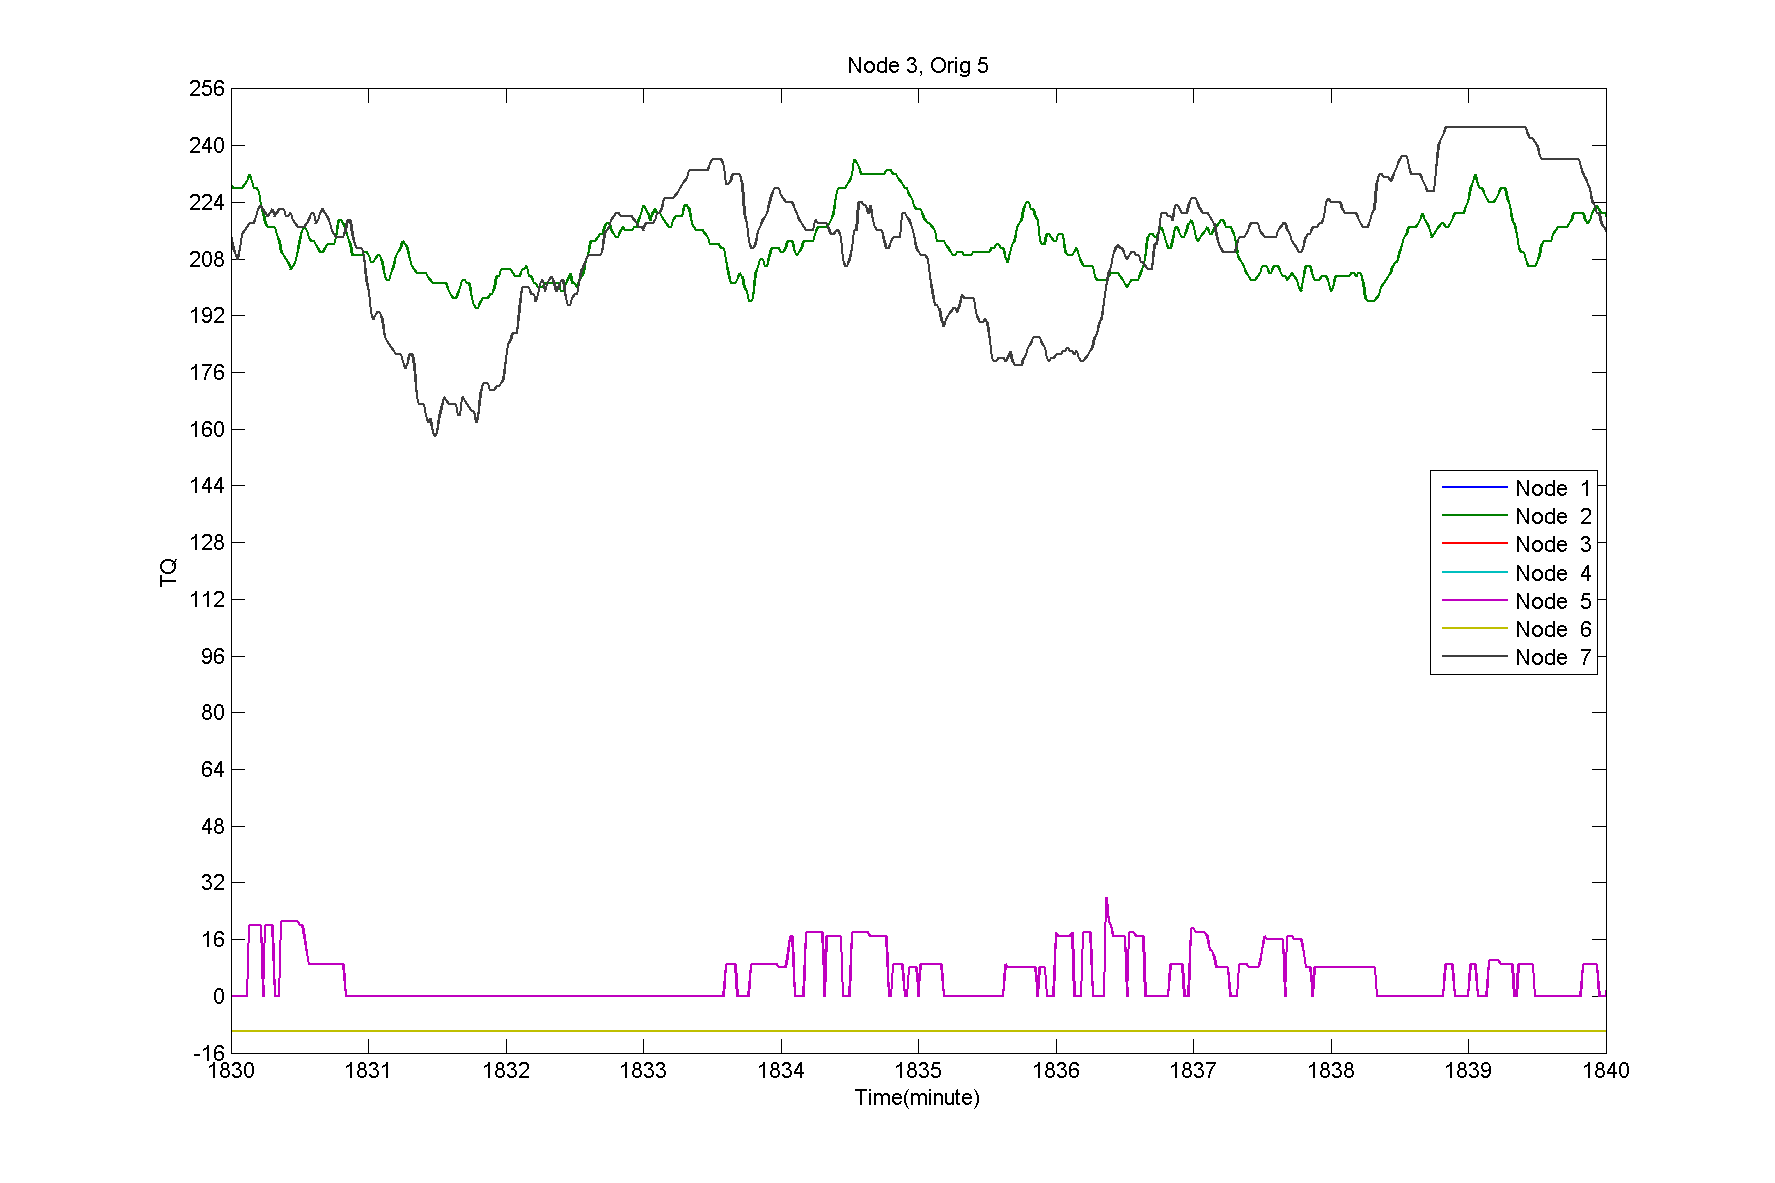 Node 3, Orig 5
256
240
224
208
192
176
160
144
128
112
96
80
64
48
32
16
0
-16
TQ
Node 1
Node 2
Node 3
Node 4
Node 5
Node 6
Node 7
1830 1831 1832 1833 1834 1835 1836 1837 1838 1839 1840
Time(minute)